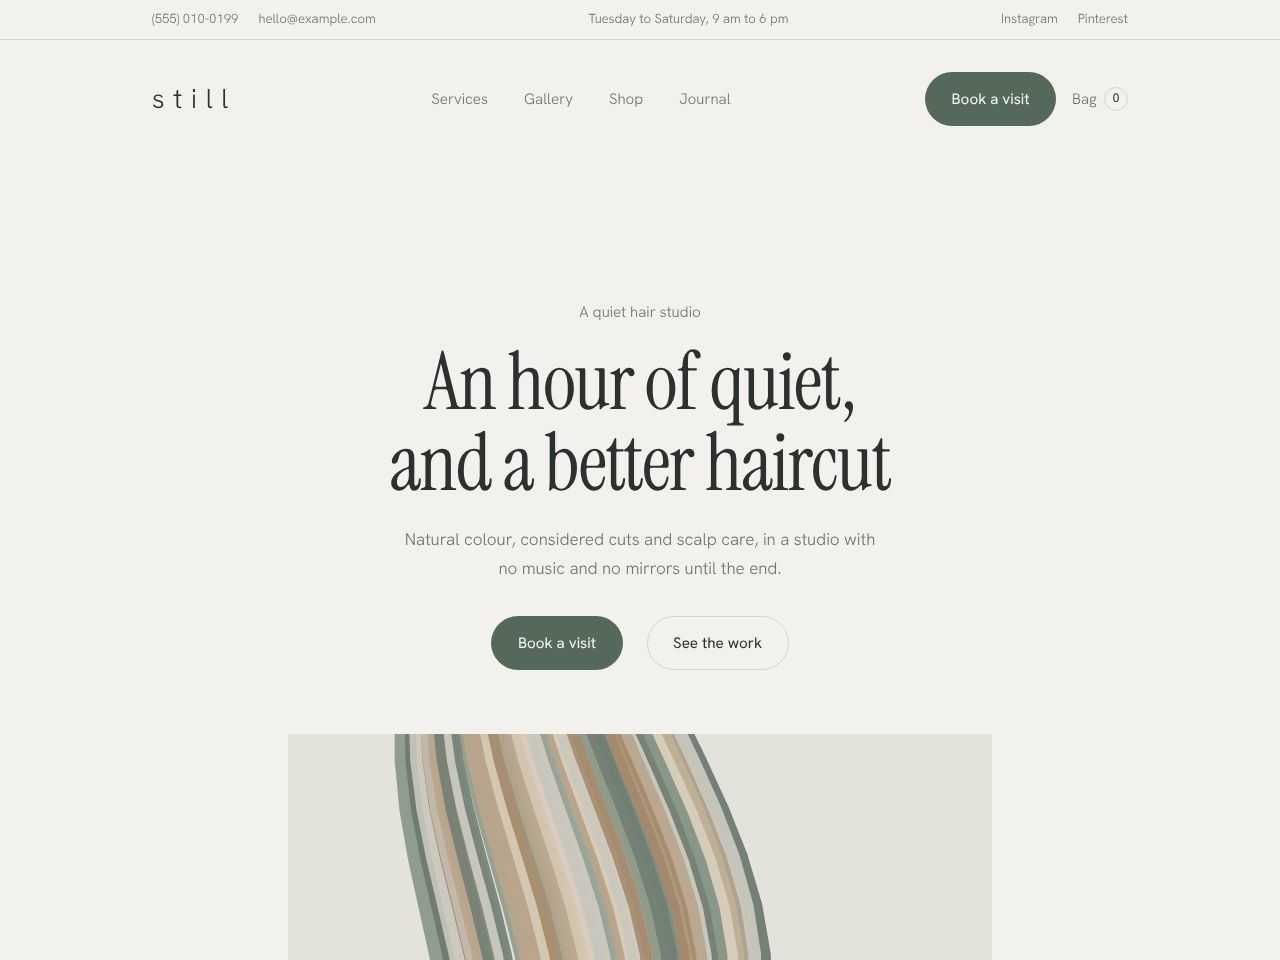 (555) 010-0199 hello@example.com Tuesday to Saturday, 9 am to 6 pm Instagram Pinterest
still Services Gallery Shop Journal Book a visit Bag 0
A quiet hair studio
An hour of quiet,
and a better haircut
Natural colour, considered cuts and scalp care, in a studio with
no music and no mirrors until the end.
Book a visit See the work